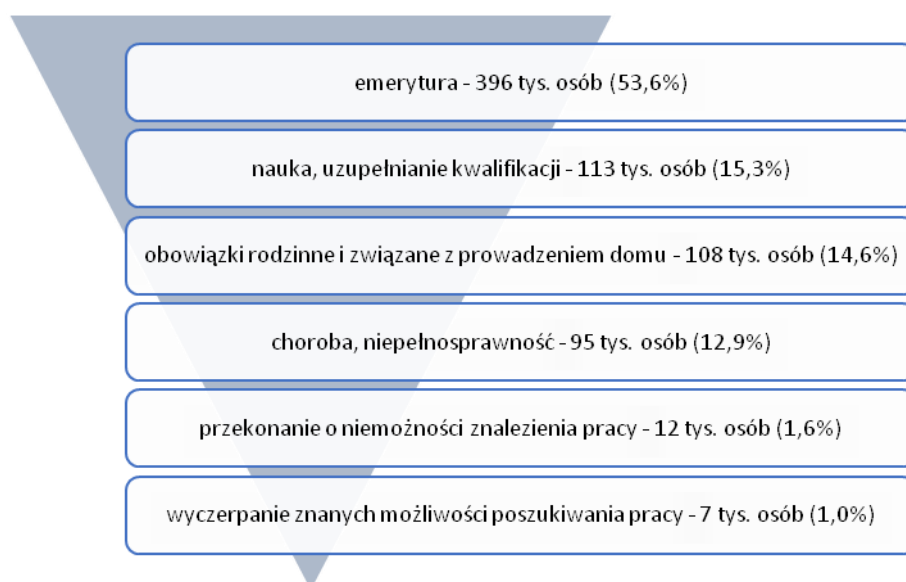 emerytura - 396 tys. osób (53,6%)
nauka, uzupełnianie kwalifikacji - 113 tys. osób (15,3%)
obowiązki rodzinne i związane z prowadzeniem domu - 108 tys. osób (14,6%)
choroba, niepełnosprawność - 95 tys. osób (12,9%)
przekonanie o niemożności znalezienia pracy - 12 tys. osób (1,6%)
wyczerpanie znanych możliwości poszukiwania pracy - 7 tys. osób (1,0%)